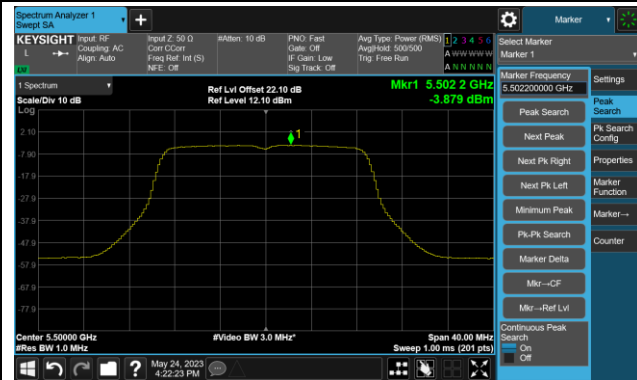 Spectrum Analyzer 1
Swept SA
Marker
KEYSIGHT
L
Input: RF
Coupling: AC
Align: Auto
Input Z: 50 Ω
Corr CCorr
Freq Ref: Int (S)
NFE: Off
#Atten: 10 dB
PNO: Fast
Gate: Off
IF Gain: Low
Sig Track: Off
Avg Type: Power (RMS)
Avg|Hold: 500/500
Trig: Free Run
1 2 3 4 5 6
A W W W W W
A N N N N N
Select Marker
Marker 1
1 Spectrum
Scale/Div 10 dB
Log
Ref Lvl Offset 22.10 dB
Ref Level 12.10 dBm
Mkr1 5.502 2 GHz
-3.879 dBm
1
2.10
-7.90
-17.9
-27.9
-37.9
-47.9
-57.9
-67.9
-77.9
Center 5.50000 GHz
#Res BW 1.0 MHz
#Video BW 3.0 MHz*
Span 40.00 MHz
Sweep 1.00 ms (201 pts)
Marker Frequency
5.502200000 GHz
Peak Search
Next Peak
Next Pk Right
Next Pk Left
Minimum Peak
Pk-Pk Search
Marker Delta
Mkr→CF
Mkr→Ref Lvl
Continuous Peak
Search
On
Off
Settings
Peak
Search
Pk Search
Config
Properties
Marker
Function
Marker→
Counter
May 24, 2023
4:22:23 PM